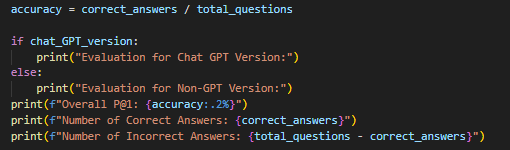 accuracy = correct_answers / total_questions
if chat_GPT_version:
    print("Evaluation for Chat GPT Version:")
else:
    print("Evaluation for Non-GPT Version:")
print(f"Overall P@1: {accuracy:.2%}")
print(f"Number of Correct Answers: {correct_answers}")
print(f"Number of Incorrect Answers: {total_questions - correct_answers}")